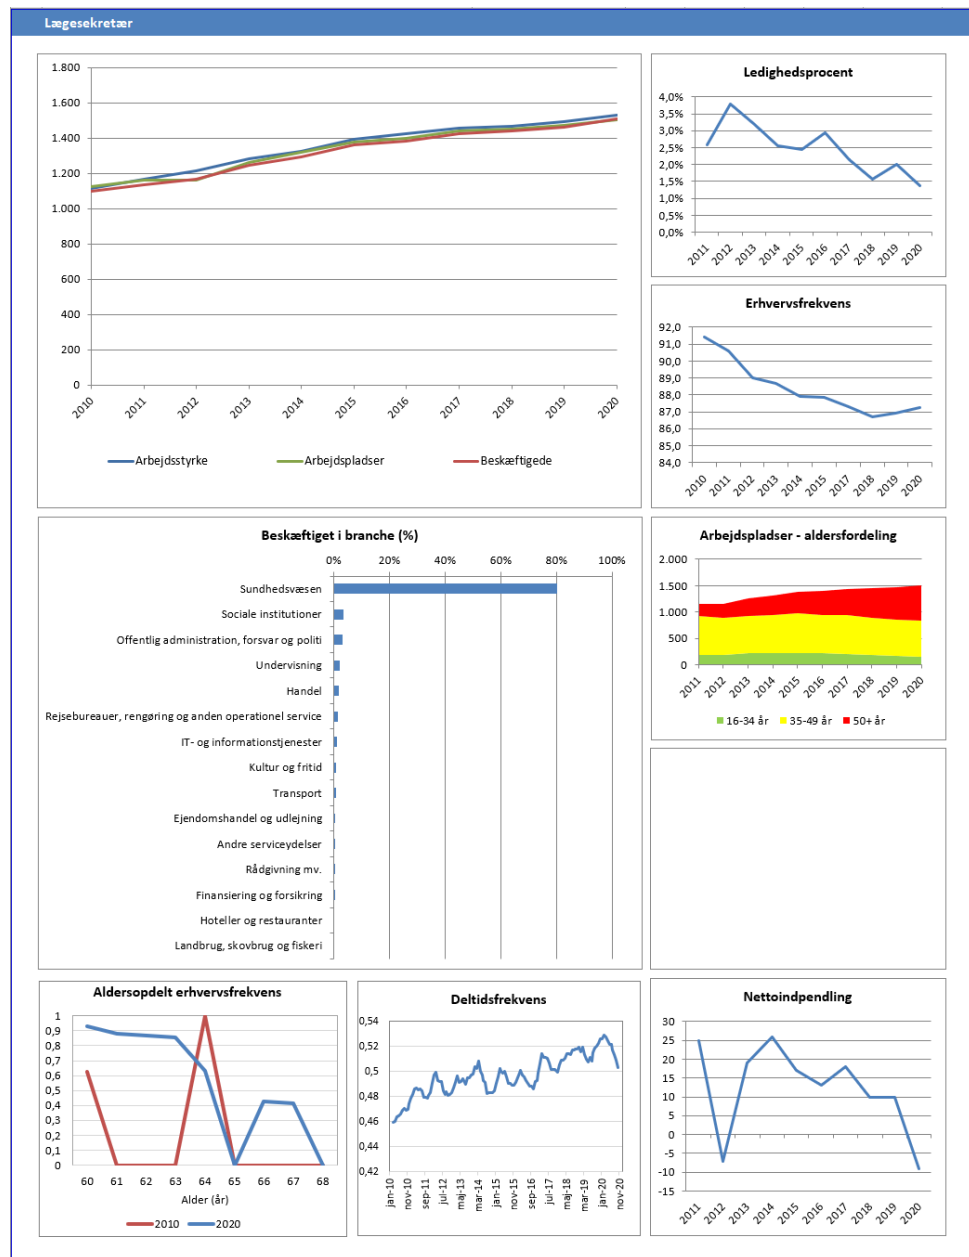 Lægesekretær
1.800
1.600
1.400
1.200
1.000
800
600
400
200
0
2010 2011 2012 2013 2014 2015 2016 2017 2018 2019 2020
Arbejdsstyrke Arbejdspladser Beskæftigede
Ledighedsprocent
4,0%
3,5%
3,0%
2,5%
2,0%
1,5%
1,0%
0,5%
0,0%
2011 2012 2013 2014 2015 2016 2017 2018 2019 2020
Erhvervsfrekvens
92,0
91,0
90,0
89,0
88,0
87,0
86,0
85,0
84,0
2010 2011 2012 2013 2014 2015 2016 2017 2018 2019 2020
Beskæftiget i branche (%)
0% 20% 40% 60% 80% 100%
Sundhedsvæsen
Sociale institutioner
Offentlig administration, forsvar og politi
Undervisning
Handel
Rejsebureauer, rengøring og anden operationel service
IT- og informationstjenester
Kultur og fritid
Transport
Ejendomshandel og udlejning
Andre serviceydelser
Rådgivning mv.
Finansiering og forsikring
Hoteller og restauranter
Landbrug, skovbrug og fiskeri
Arbejdspladser - aldersfordeling
2.000
1.500
1.000
500
0
2011 2012 2013 2014 2015 2016 2017 2018 2019 2020
16-34 år 35-49 år 50+ år
Aldersopdelt erhvervsfrekvens
1
0,9
0,8
0,7
0,6
0,5
0,4
0,3
0,2
0,1
0
60 61 62 63 64 65 66 67 68
Alder (år)
2010 2020
Deltidsfrekvens
0,54
0,52
0,5
0,48
0,46
0,44
0,42
jan-10 nov-10 sep-11 jul-12 maj-13 mar-14 jan-15 nov-15 sep-16 jul-17 maj-18 mar-19 jan-20 nov-20
Nettoindpendling
30
25
20
15
10
5
0
-5
-10
-15
2011 2012 2013 2014 2015 2016 2017 2018 2019 2020